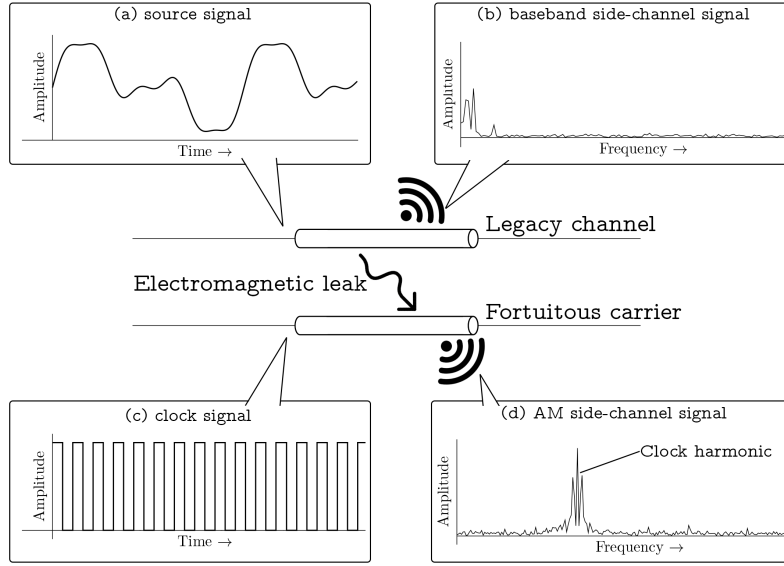 (a) source signal
Amplitude
Time →
(b) baseband side-channel signal
Amplitude
Frequency →
Legacy channel
Electromagnetic leak
Fortuitous carrier
(c) clock signal
Amplitude
Time →
(d) AM side-channel signal
Clock harmonic
Amplitude
Frequency →